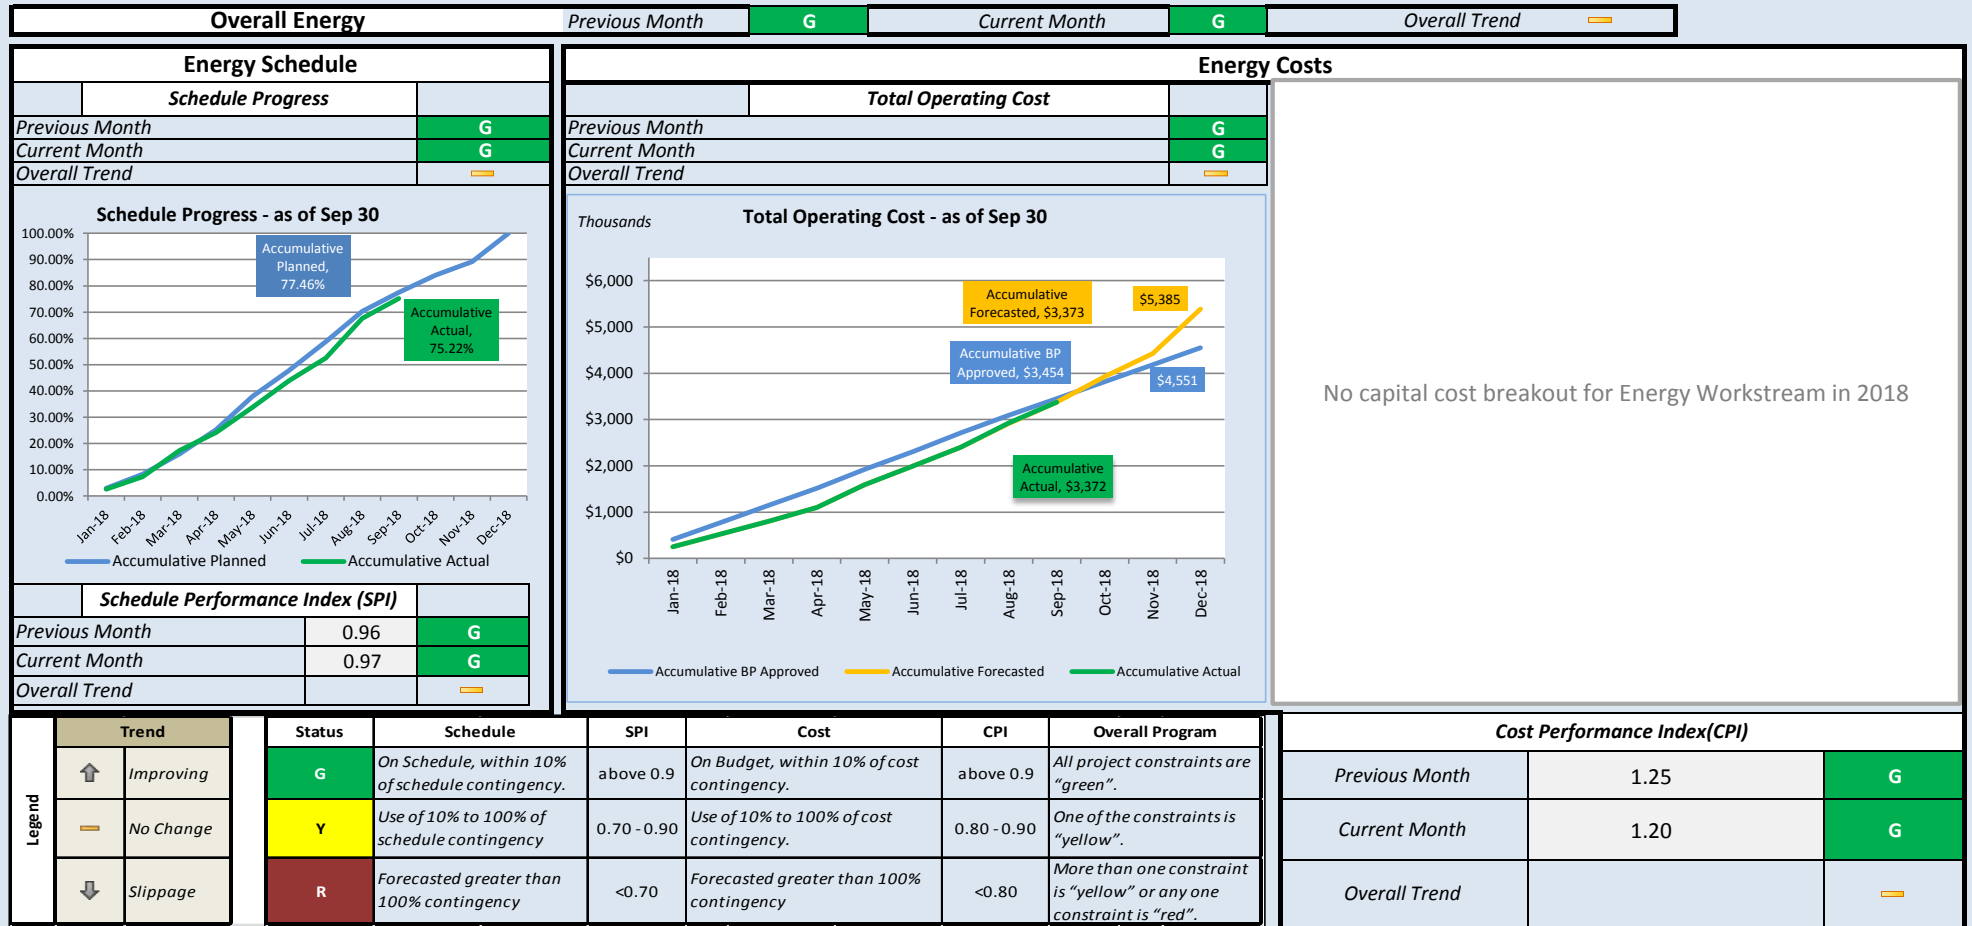 Overall Energy Previous Month G Current Month G Overall Trend
Energy Schedule
Schedule Progress
Previous Month G
Current Month G
Overall Trend
Schedule Progress - as of Sep 30
100.00%
90.00%
80.00%
70.00%
60.00%
50.00%
40.00%
30.00%
20.00%
10.00%
0.00%
Accumulative
Planned,
77.46%
Accumulative
Actual,
75.22%
Jan-18 Feb-18 Mar-18 Apr-18 May-18 Jun-18 Jul-18 Aug-18 Sep-18 Oct-18 Nov-18 Dec-18
Accumulative Planned Accumulative Actual
Schedule Performance Index (SPI)
Previous Month 0.96 G
Current Month 0.97 G
Overall Trend
Energy Costs
Total Operating Cost
Previous Month G
Current Month G
Overall Trend
Thousands
Total Operating Cost - as of Sep 30
$6,000
$5,000
$4,000
$3,000
$2,000
$1,000
$0
Accumulative
Forecasted, $3,373
$5,385
Accumulative BP
Approved, $3,454
$4,551
Accumulative
Actual, $3,372
Jan-18 Feb-18 Mar-18 Apr-18 May-18 Jun-18 Jul-18 Aug-18 Sep-18 Oct-18 Nov-18 Dec-18
Accumulative BP Approved Accumulative Forecasted Accumulative Actual
No capital cost breakout for Energy Workstream in 2018
Legend
Trend
Improving
No Change
Slippage
Status Schedule SPI Cost CPI Overall Program
G On Schedule, within 10% of schedule contingency. above 0.9 On Budget, within 10% of cost contingency. above 0.9 All project constraints are “green”.
Y Use of 10% to 100% of schedule contingency 0.70 - 0.90 Use of 10% to 100% of cost contingency. 0.80 - 0.90 One of the constraints is “yellow”.
R Forecasted greater than 100% contingency <0.70 Forecasted greater than 100% contingency <0.80 More than one constraint is “yellow” or any one constraint is “red”.
Cost Performance Index(CPI)
Previous Month 1.25 G
Current Month 1.20 G
Overall Trend